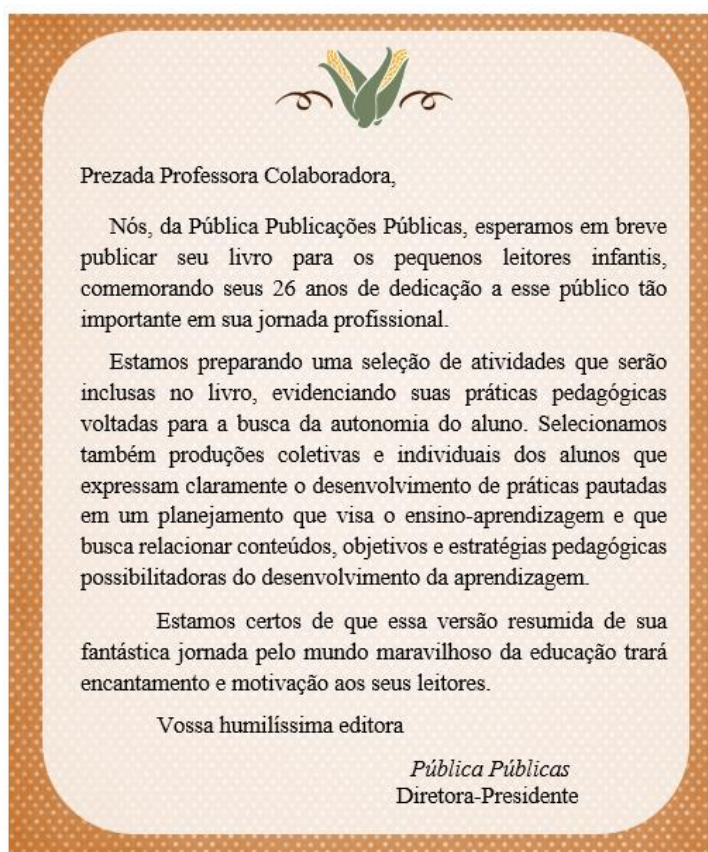 Prezada Professora Colaboradora,
Nós, da Pública Publicações Públicas, esperamos em breve
publicar seu livro para os pequenos leitores infantis,
comemorando seus 26 anos de dedicação a esse público tão
importante em sua jornada profissional.
Estamos preparando uma seleção de atividades que serão
inclusas no livro, evidenciando suas práticas pedagógicas
voltadas para a busca da autonomia do aluno. Selecionamos
também produções coletivas e individuais dos alunos que
expressam claramente o desenvolvimento de práticas pautadas
em um planejamento que visa o ensino-aprendizagem e que
busca relacionar conteúdos, objetivos e estratégias pedagógicas
possibilitadoras do desenvolvimento da aprendizagem.
Estamos certos de que essa versão resumida de sua
fantástica jornada pelo mundo maravilhoso da educação trará
encantamento e motivação aos seus leitores.
Vossa humilíssima editora
Pública Públicas
Diretora-Presidente